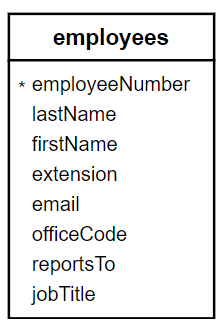 employees
* employeeNumber
lastName
firstName
extension
email
officeCode
reportsTo
jobTitle